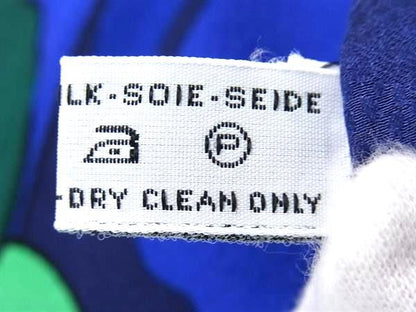 ILK-SOIE-SEIDE
P
-DRY CLEAN ONLY